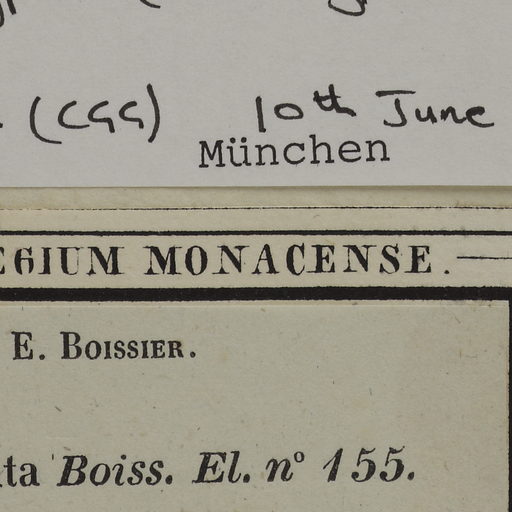 (CGG) 10th June
München
EGIUM MONACENSE.
E. BOISSIER.
ta Boiss. El. nº 155.